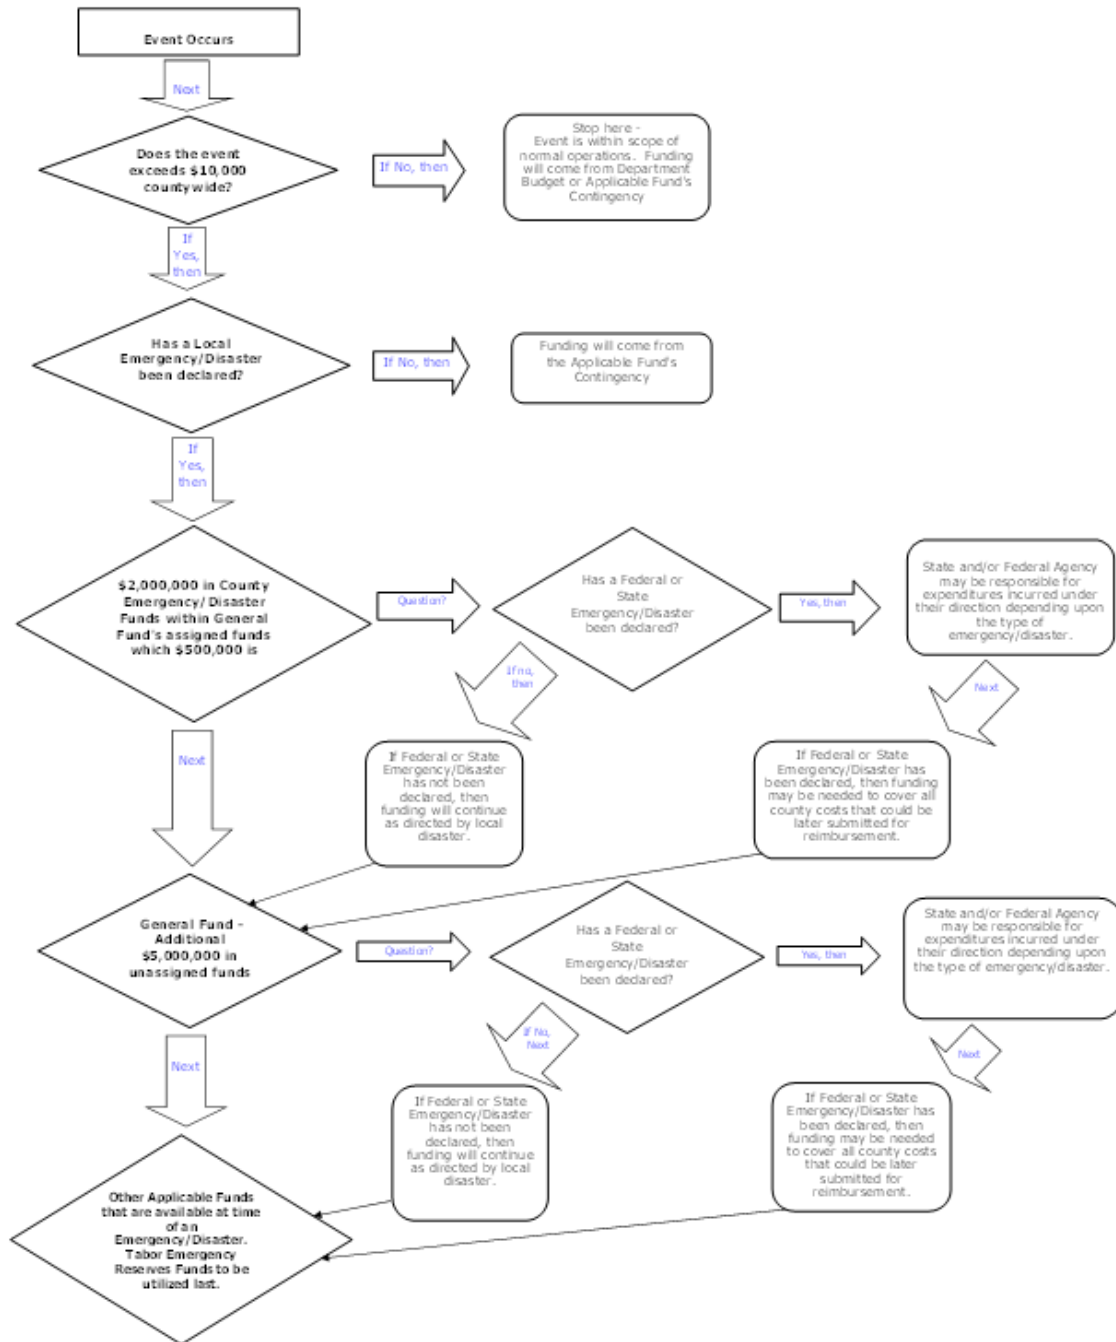 Event Occurs
Next
Does the event
exceeds $10,000
countywide?
If No, then
Stop here -
Event is within scope of
normal operations.  Funding
will come from Department
Budget or Applicable Fund's
Contingency
If
Yes,
then
Has a Local
Emergency/Disaster
been declared?
If No, then
Funding will come from
the Applicable Fund's
Contingency
If
Yes,
then
$2,000,000 in County
Emergency/ Disaster
Funds within General
Fund's assigned funds
which $500,000 is
Question?
Has a Federal or
State
Emergency/Disaster
been declared?
Yes, then
State and/or Federal Agency
may be responsible for
expenditures incurred under
their direction depending upon
the type of
emergency/disaster.
If no,
then
Next
Next
If Federal or State
Emergency/Disaster
has not been
declared, then
funding will continue
as directed by local
disaster.
If Federal or State
Emergency/Disaster has
been declared, then funding
may be needed to cover all
county costs that could be
later submitted for
reimbursement.
General Fund -
Additional
$5,000,000 in
unassigned funds
Question?
Has a Federal or
State
Emergency/Disaster
been declared?
Yes, then
State and/or Federal Agency
may be responsible for
expenditures incurred under
their direction depending upon
the type of emergency/disaster.
If No,
Next
Next
Next
If Federal or State
Emergency/Disaster
has not been
declared, then
funding will continue
as directed by local
disaster.
If Federal or State
Emergency/Disaster has
been declared, then
funding may be needed
to cover all county costs
that could be later
submitted for
reimbursement.
Other Applicable Funds
that are available at time
of an
Emergency/Disaster.
Tabor Emergency
Reserves Funds to be
utilized last.